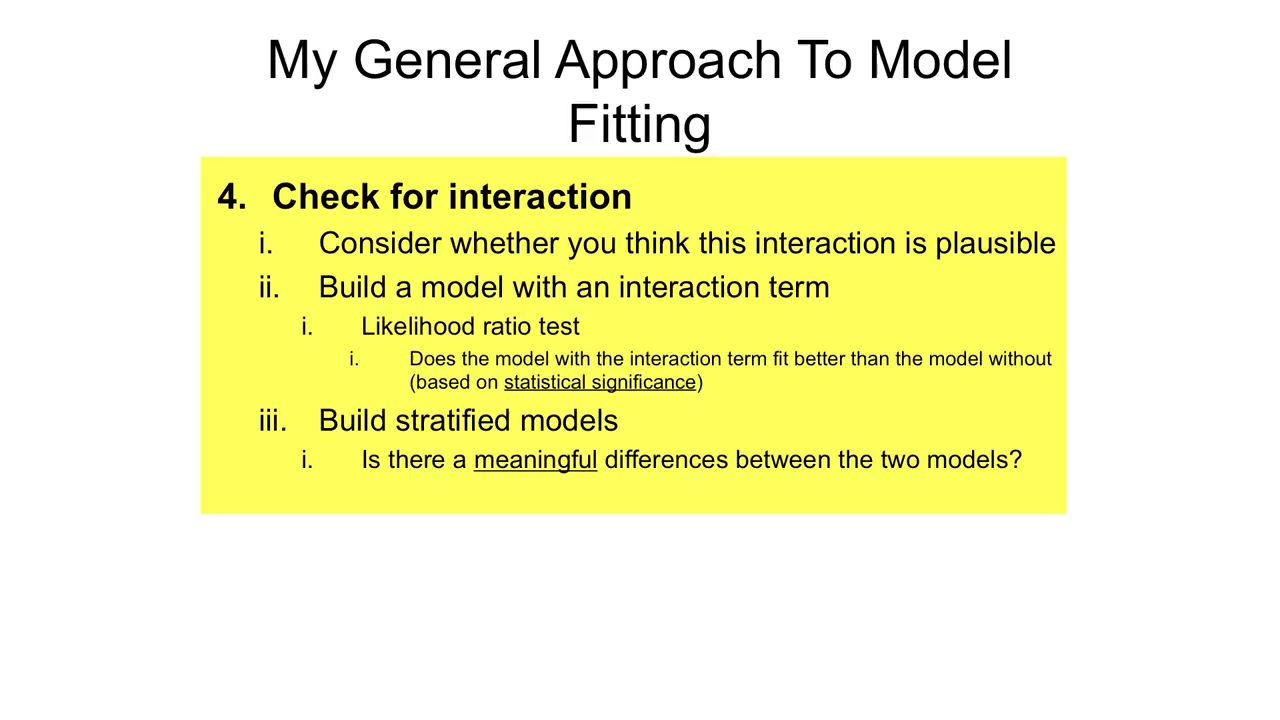 My General Approach To Model
Fitting
4. Check for interaction
i. Consider whether you think this interaction is plausible
ii. Build a model with an interaction term
i. Likelihood ratio test
i. Does the model with the interaction term fit better than the model without
(based on statistical significance)
iii. Build stratified models
i. Is there a meaningful differences between the two models?